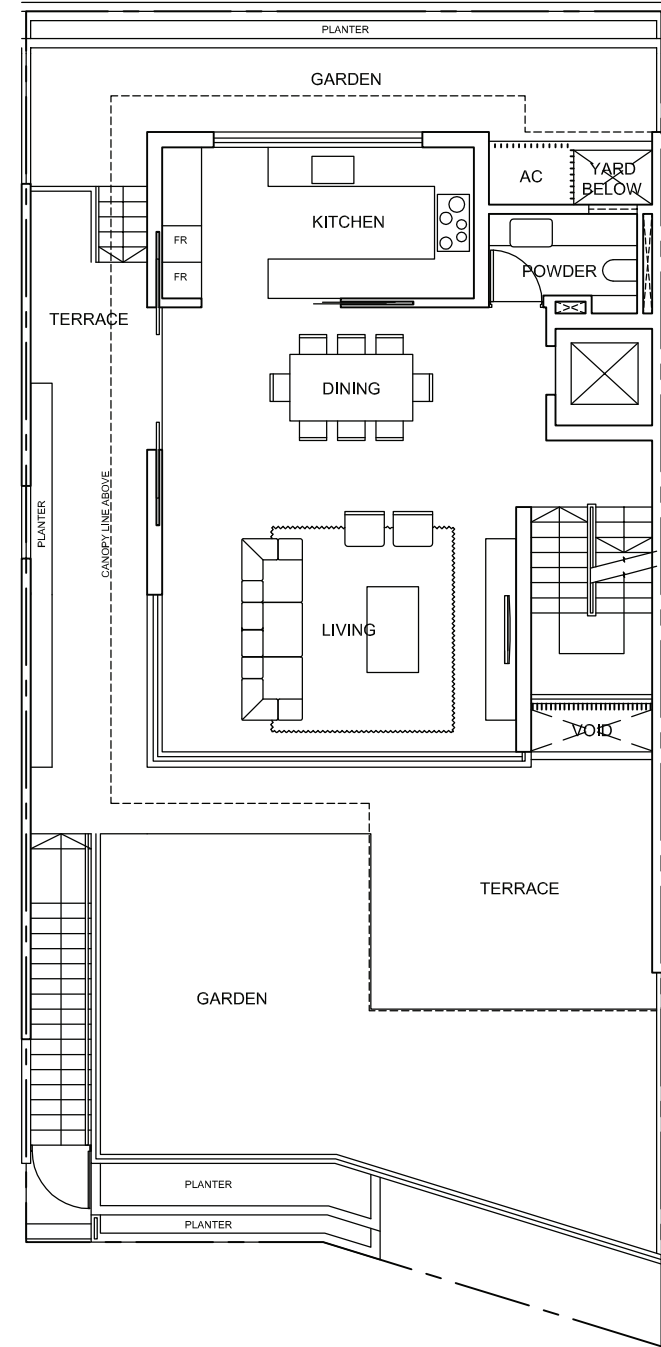 PLANTER
GARDEN
AC
YARD
BELOW
KITCHEN
FR
FR
POWDER
TERRACE
DINING
CANOPY LINE ABOVE
PLANTER
LIVING
VOID
TERRACE
GARDEN
PLANTER
PLANTER